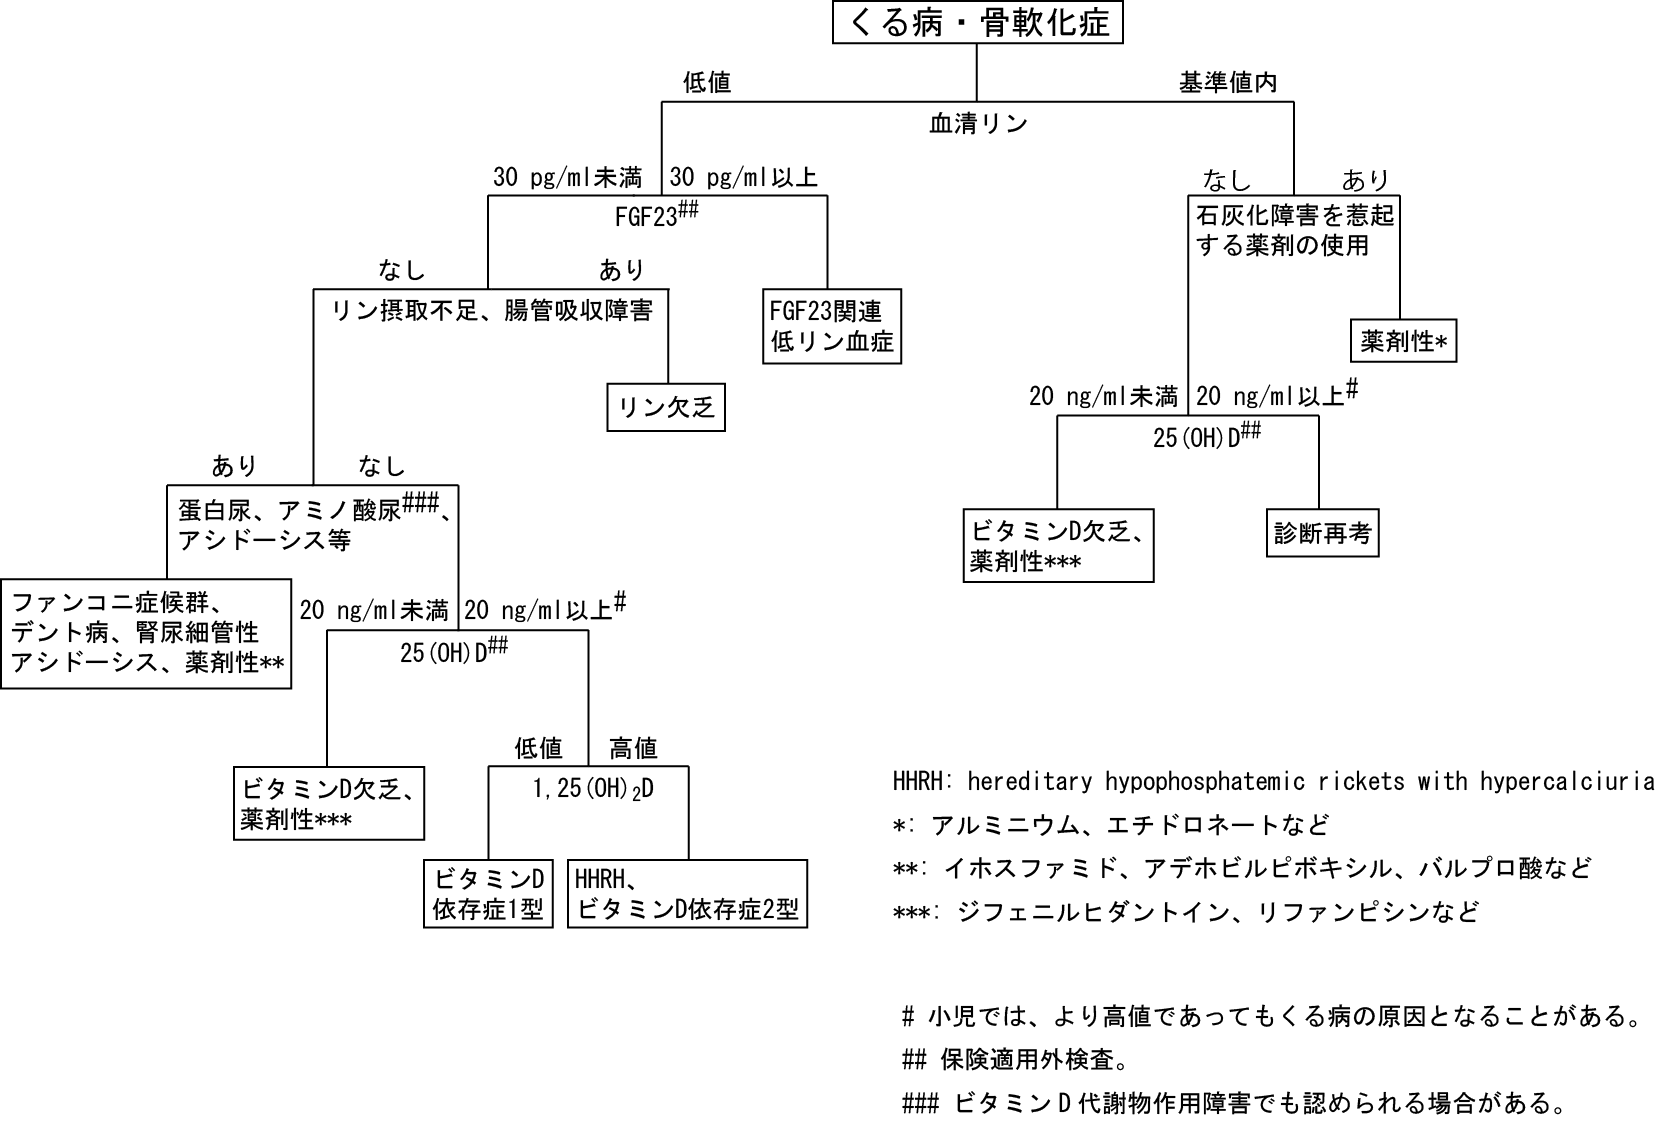 くる病・骨軟化症
低値
基準値内
血清リン
30 pg/ml未満
30 pg/ml以上
FGF23##
なし
あり
石灰化障害を惹起
する薬剤の使用
なし
あり
リン摂取不足、腸管吸収障害
FGF23関連
低リン血症
薬剤性*
リン欠乏
20 ng/ml未満
20 ng/ml以上#
25(OH)D##
あり
なし
蛋白尿、アミノ酸尿###、
アシドーシス等
ビタミンD欠乏、
薬剤性***
診断再考
ファンコニ症候群、
デント病、腎尿細管性
アシドーシス、薬剤性**
20 ng/ml未満
20 ng/ml以上#
25(OH)D##
低値
高値
1,25(OH)₂D
ビタミンD欠乏、
薬剤性***
ビタミンD
依存症1型
HHRH、
ビタミンD依存症2型
HHRH: hereditary hypophosphatemic rickets with hypercalciuria
*: アルミニウム、エチドロネートなど
**: イホスファミド、アデホビルピボキシル、バルプロ酸など
***: ジフェニルヒダントイン、リファンピシンなど
# 小児では、より高値であってもくる病の原因となることがある。
## 保険適用外検査。
### ビタミンD代謝物作用障害でも認められる場合がある。